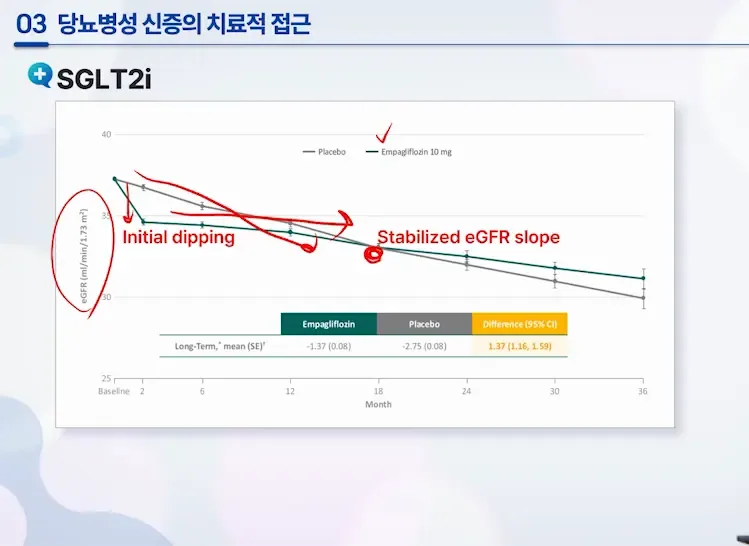 03 당뇨병성 신증의 치료적 접근
SGLT2i
40
Placebo
Empagliflozin 10 mg
35
eGFR (ml/min/1.73 m²)
Initial dipping
Stabilized eGFR slope
30
Empagliflozin Placebo Difference (95% CI)
Long-Term,* mean (SE)† -1.37 (0.08) -2.75 (0.08) 1.37 (1.16, 1.59)
25
Baseline 2 6 12 18 24 30 36
Month